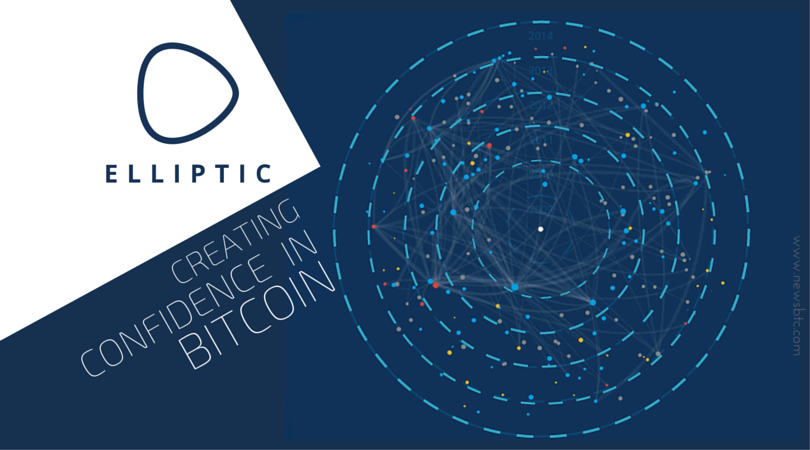 ELLIPTIC
CREATING
CONFIDENCE IN
BITCOIN
2014
www.newsbtc.com